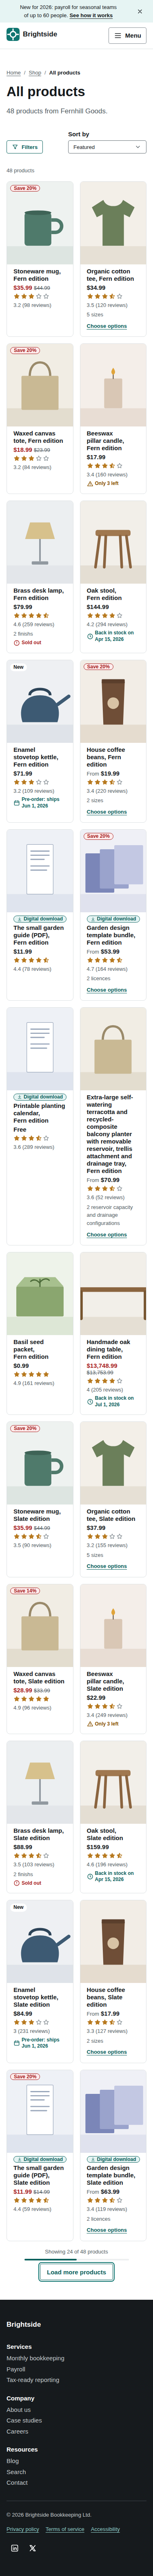 New for 2026: payroll for seasonal teams
of up to 60 people. See how it works
Brightside
Menu
Home / Shop / All products
All products
48 products from Fernhill Goods.
Sort by
Filters
Featured
48 products
Save 20%
Stoneware mug,
Fern edition
$35.99 $44.99
3.2 (98 reviews)
Organic cotton
tee, Fern edition
$34.99
3.5 (120 reviews)
5 sizes
Choose options
Save 20%
Waxed canvas
tote, Fern edition
$18.99 $23.99
3.2 (84 reviews)
Beeswax
pillar candle,
Fern edition
$17.99
3.4 (180 reviews)
Only 3 left
Brass desk lamp,
Fern edition
$79.99
4.6 (259 reviews)
2 finishs
Sold out
Oak stool,
Fern edition
$144.99
4.2 (294 reviews)
Back in stock on
Apr 15, 2026
New
Enamel
stovetop kettle,
Fern edition
$71.99
3.2 (109 reviews)
Pre-order: ships
Jun 1, 2026
Save 20%
House coffee
beans, Fern
edition
From $19.99
3.4 (220 reviews)
2 sizes
Choose options
Digital download
The small garden
guide (PDF),
Fern edition
$11.99
4.4 (78 reviews)
Save 20%
Digital download
Garden design
template bundle,
Fern edition
From $53.99
4.7 (164 reviews)
2 licences
Choose options
Digital download
Printable planting
calendar,
Fern edition
Free
3.6 (289 reviews)
Extra-large self-
watering
terracotta and
recycled-
composite
balcony planter
with removable
reservoir, trellis
attachment and
drainage tray,
Fern edition
From $70.99
3.6 (52 reviews)
2 reservoir capacity
and drainage
configurations
Choose options
Basil seed
packet,
Fern edition
$0.99
4.9 (161 reviews)
Handmade oak
dining table,
Fern edition
$13,748.99
4 (205 reviews)
Back in stock on
Jul 1, 2026
Save 20%
Stoneware mug,
Slate edition
$35.99 $44.99
3.5 (90 reviews)
Organic cotton
tee, Slate edition
$37.99
3.2 (155 reviews)
5 sizes
Choose options
Save 14%
Waxed canvas
tote, Slate edition
$28.99 $33.99
4.9 (96 reviews)
Beeswax
pillar candle,
Slate edition
$22.99
3.4 (249 reviews)
Only 3 left
Brass desk lamp,
Slate edition
$88.99
3.5 (103 reviews)
2 finishs
Sold out
Oak stool,
Slate edition
$159.99
4.6 (196 reviews)
Back in stock on
Apr 15, 2026
New
Enamel
stovetop kettle,
Slate edition
$84.99
3 (231 reviews)
Pre-order: ships
Jun 1, 2026
House coffee
beans, Slate
edition
From $17.99
3.3 (127 reviews)
2 sizes
Choose options
Save 20%
Digital download
The small garden
guide (PDF),
Slate edition
$11.99 $14.99
4.4 (59 reviews)
Digital download
Garden design
template bundle,
Slate edition
From $63.99
3.4 (119 reviews)
2 licences
Choose options
Showing 24 of 48 products
Load more products
Brightside
Services
Monthly bookkeeping
Payroll
Tax-ready reporting
Company
About us
Case studies
Careers
Resources
Blog
Search
Contact
© 2026 Brightside Bookkeeping Ltd.
Privacy policy Terms of service Accessibility